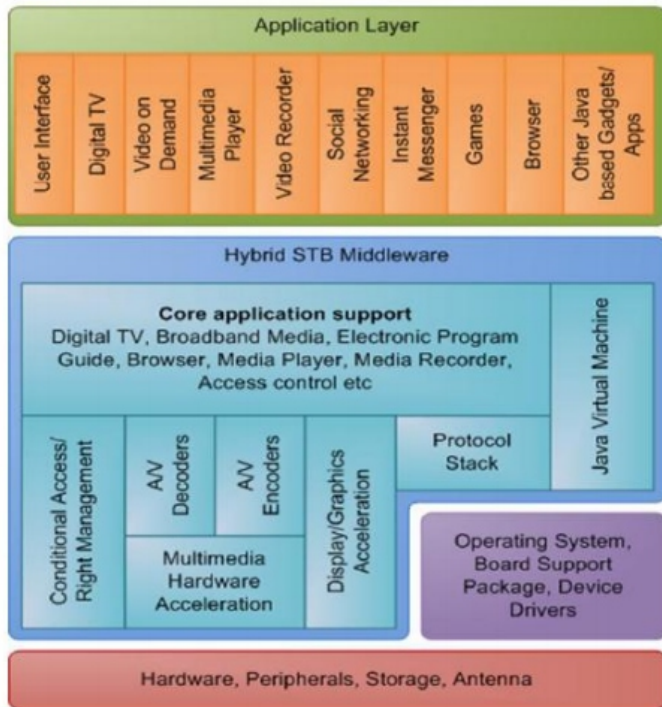 Application Layer
User Interface
Digital TV
Video on
Demand
Multimedia
Player
Video Recorder
Social
Networking
Instant
Messenger
Games
Browser
Other Java
based Gadgets/
Apps
Hybrid STB Middleware
Core application support
Digital TV, Broadband Media, Electronic Program
Guide, Browser, Media Player, Media Recorder,
Access control etc
Java Virtual Machine
Conditional Access/
Right Management
A/V
Decoders
A/V
Encoders
Multimedia
Hardware
Acceleration
Display/Graphics
Acceleration
Protocol
Stack
Operating System,
Board Support
Package, Device
Drivers
Hardware, Peripherals, Storage, Antenna